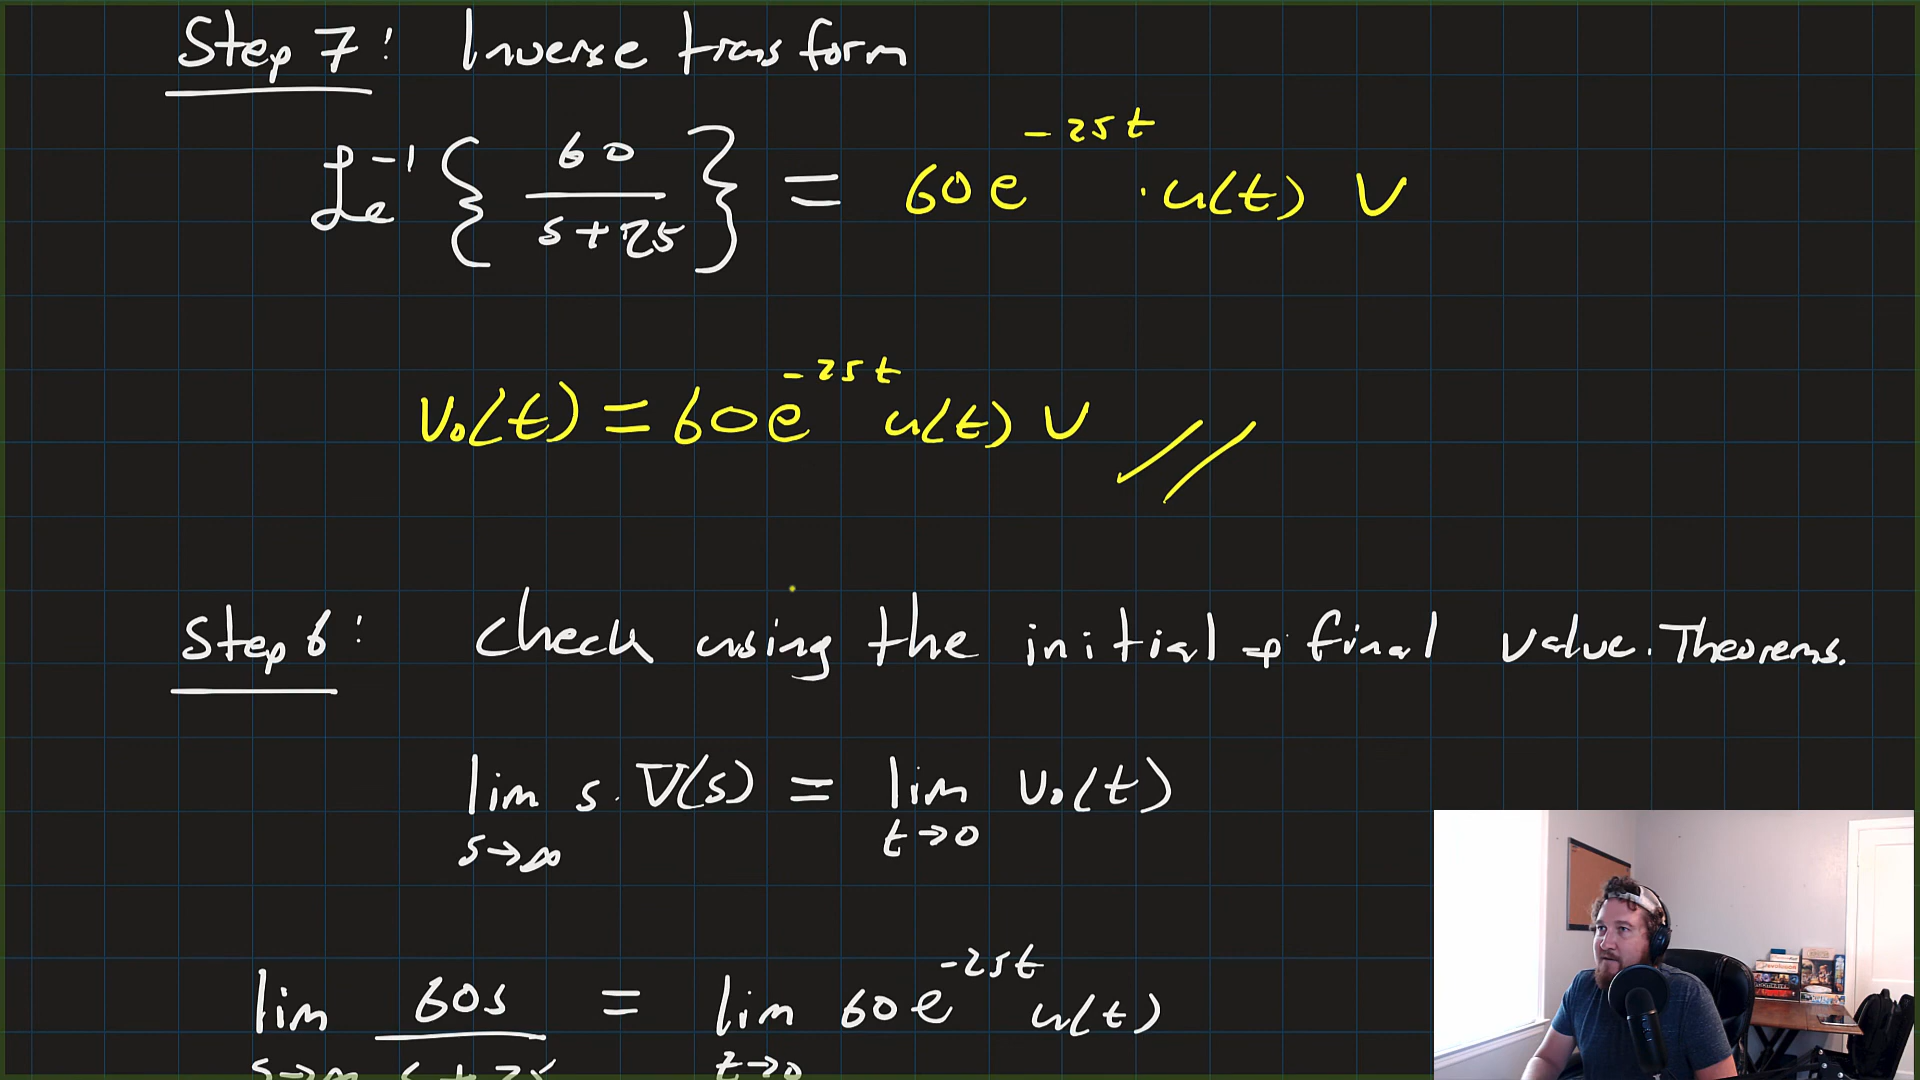 Step 7: Inverse transform
ℒ⁻¹ { 60 / (s+25) } = 60e^(-25t) · u(t) V
v₀(t) = 60e^(-25t) u(t) V //
Step 6: Check using the initial & final value. Theorems.
lim s→∞ s · V(s) = lim t→0 v₀(t)
lim s→∞ 60s / (s+25) = lim t→0 60e^(-25t) u(t)